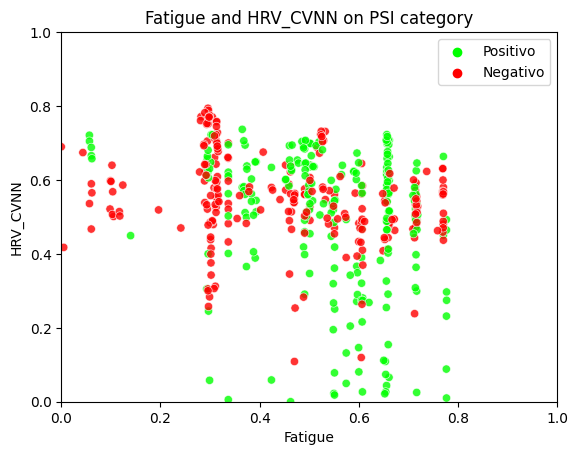 Fatigue and HRV_CVNN on PSI category
Positivo
Negativo
HRV_CVNN
1.0
0.8
0.6
0.4
0.2
0.0
0.0 0.2 0.4 0.6 0.8 1.0
Fatigue